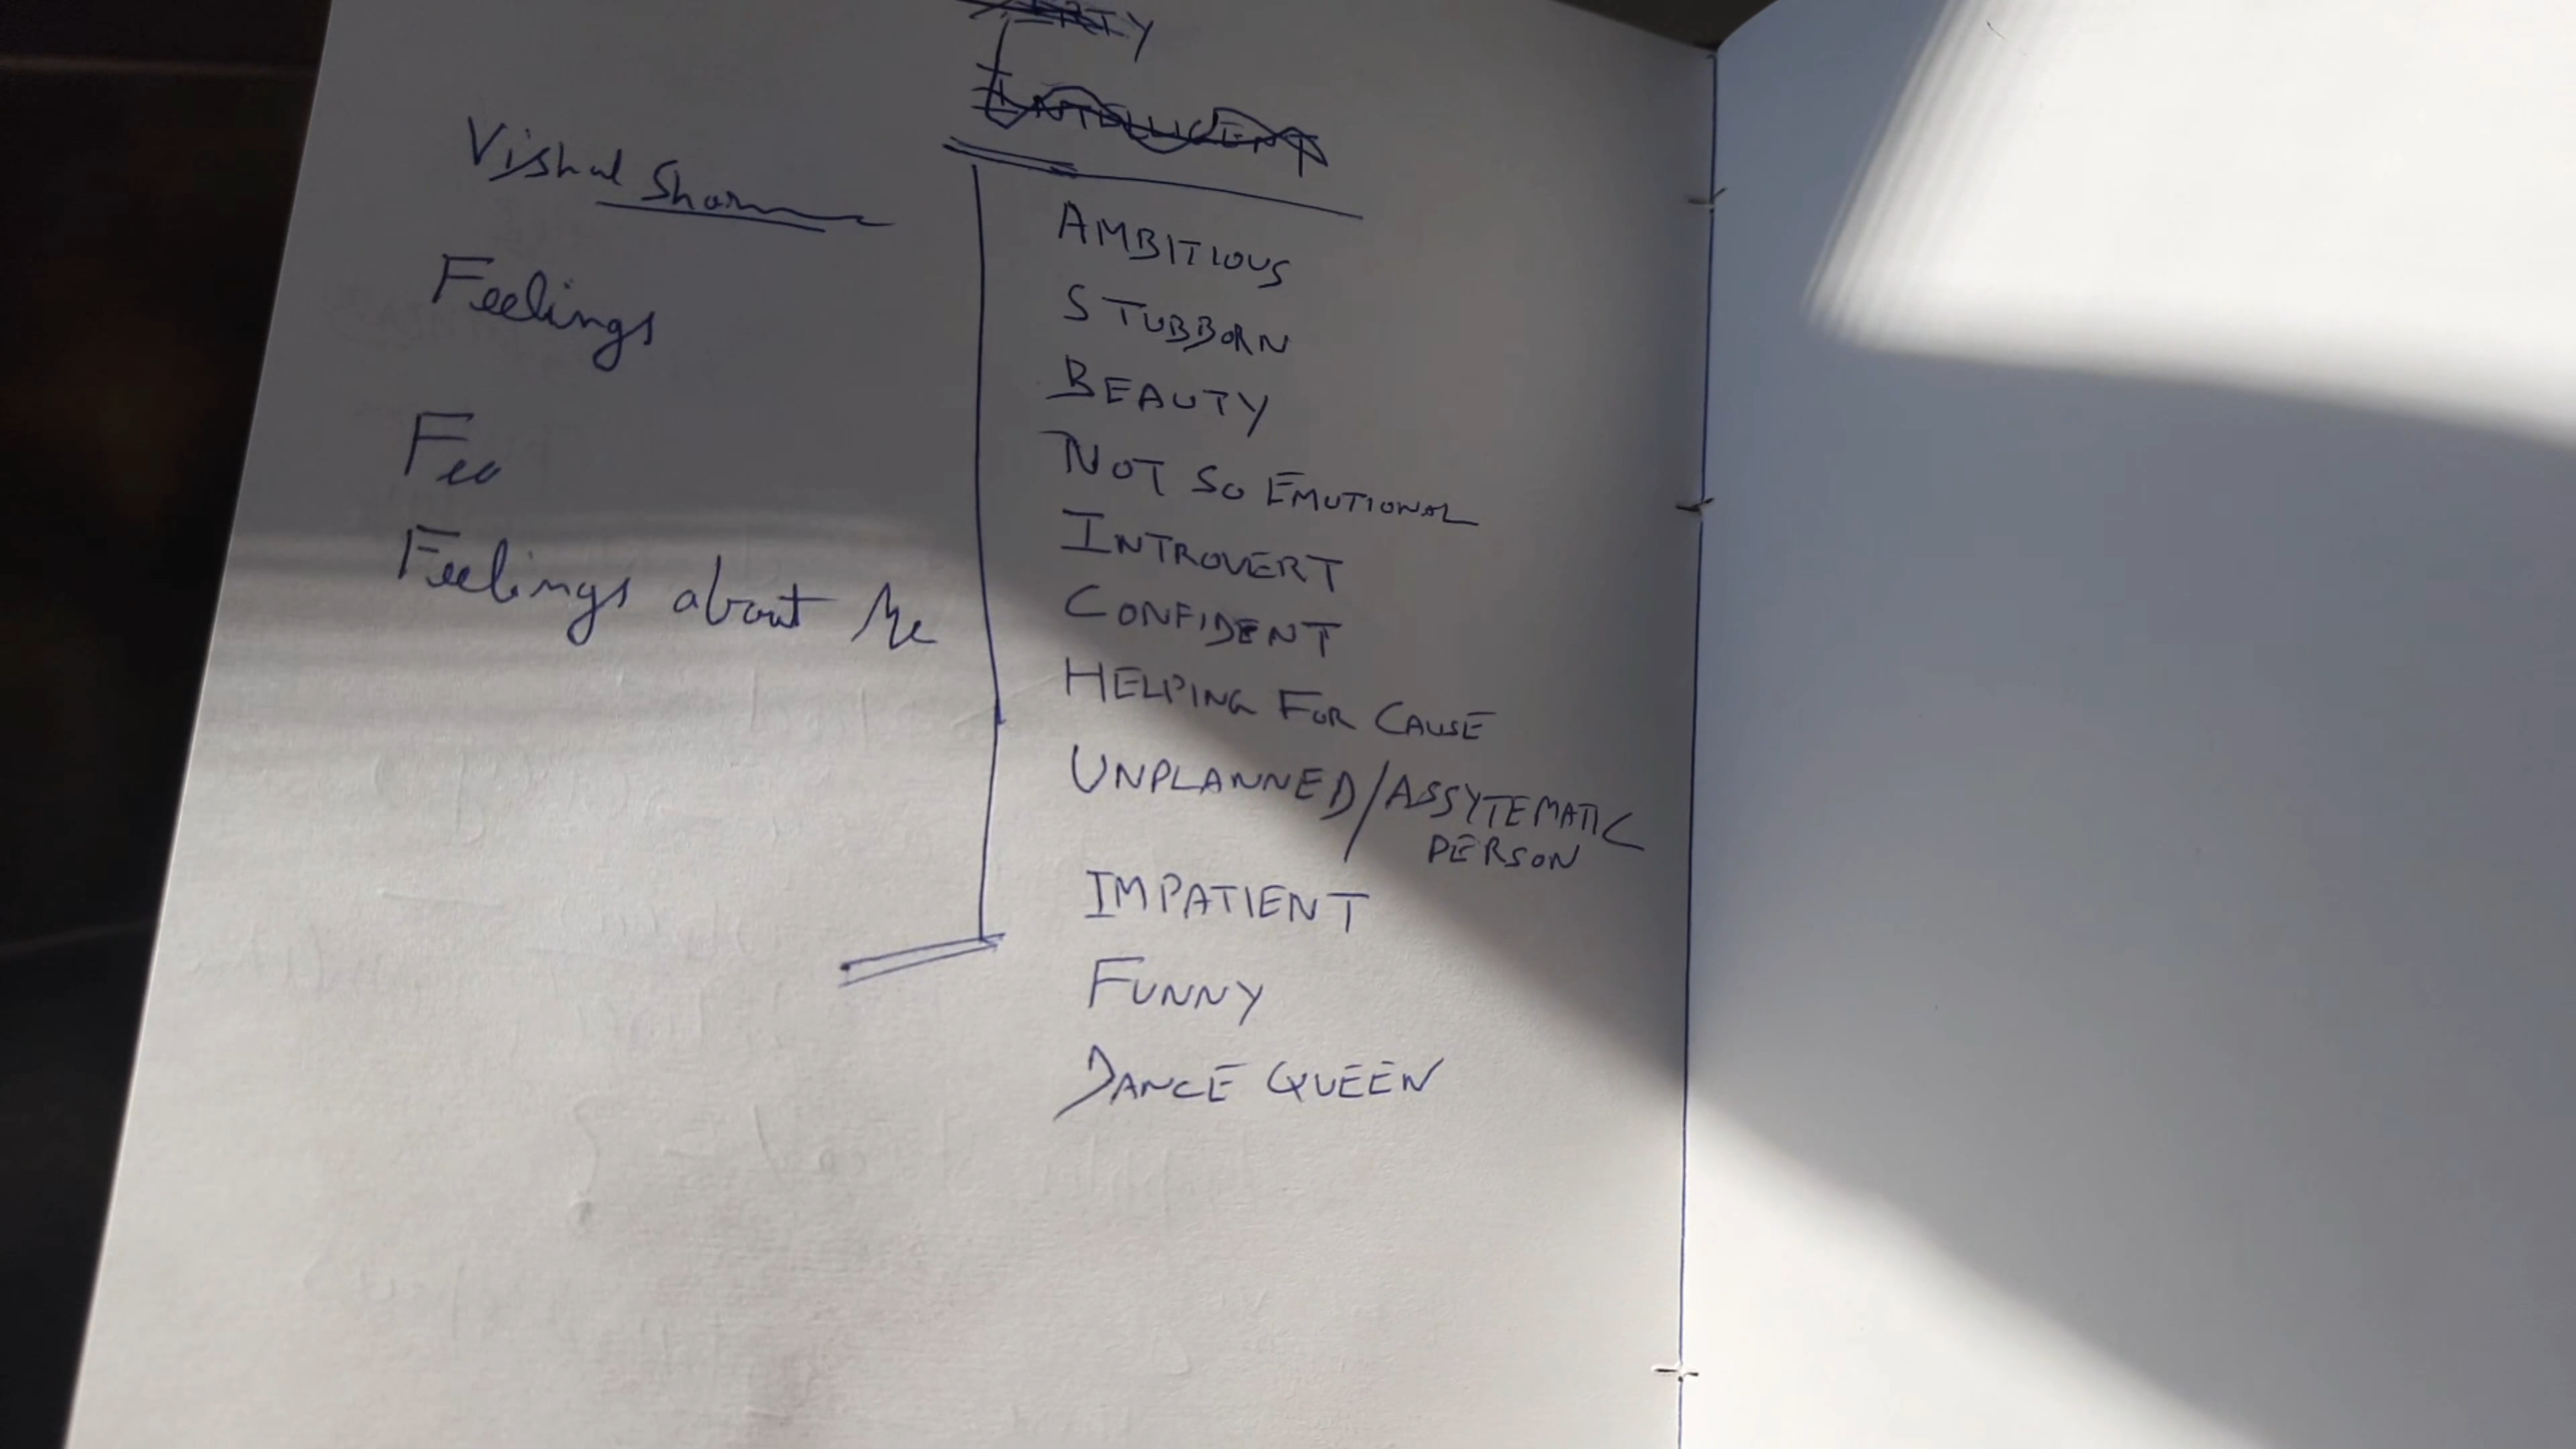 INTELLIGENT
Vishal Sharma
Feelings
Fee
Feelings about Me
AMBITIOUS
STUBBORN
BEAUTY
NOT SO EMOTIONAL
INTROVERT
CONFIDENT
HELPING FOR CAUSE
UNPLANNED/ASSYTEMATIC
PERSON
IMPATIENT
FUNNY
DANCE QUEEN